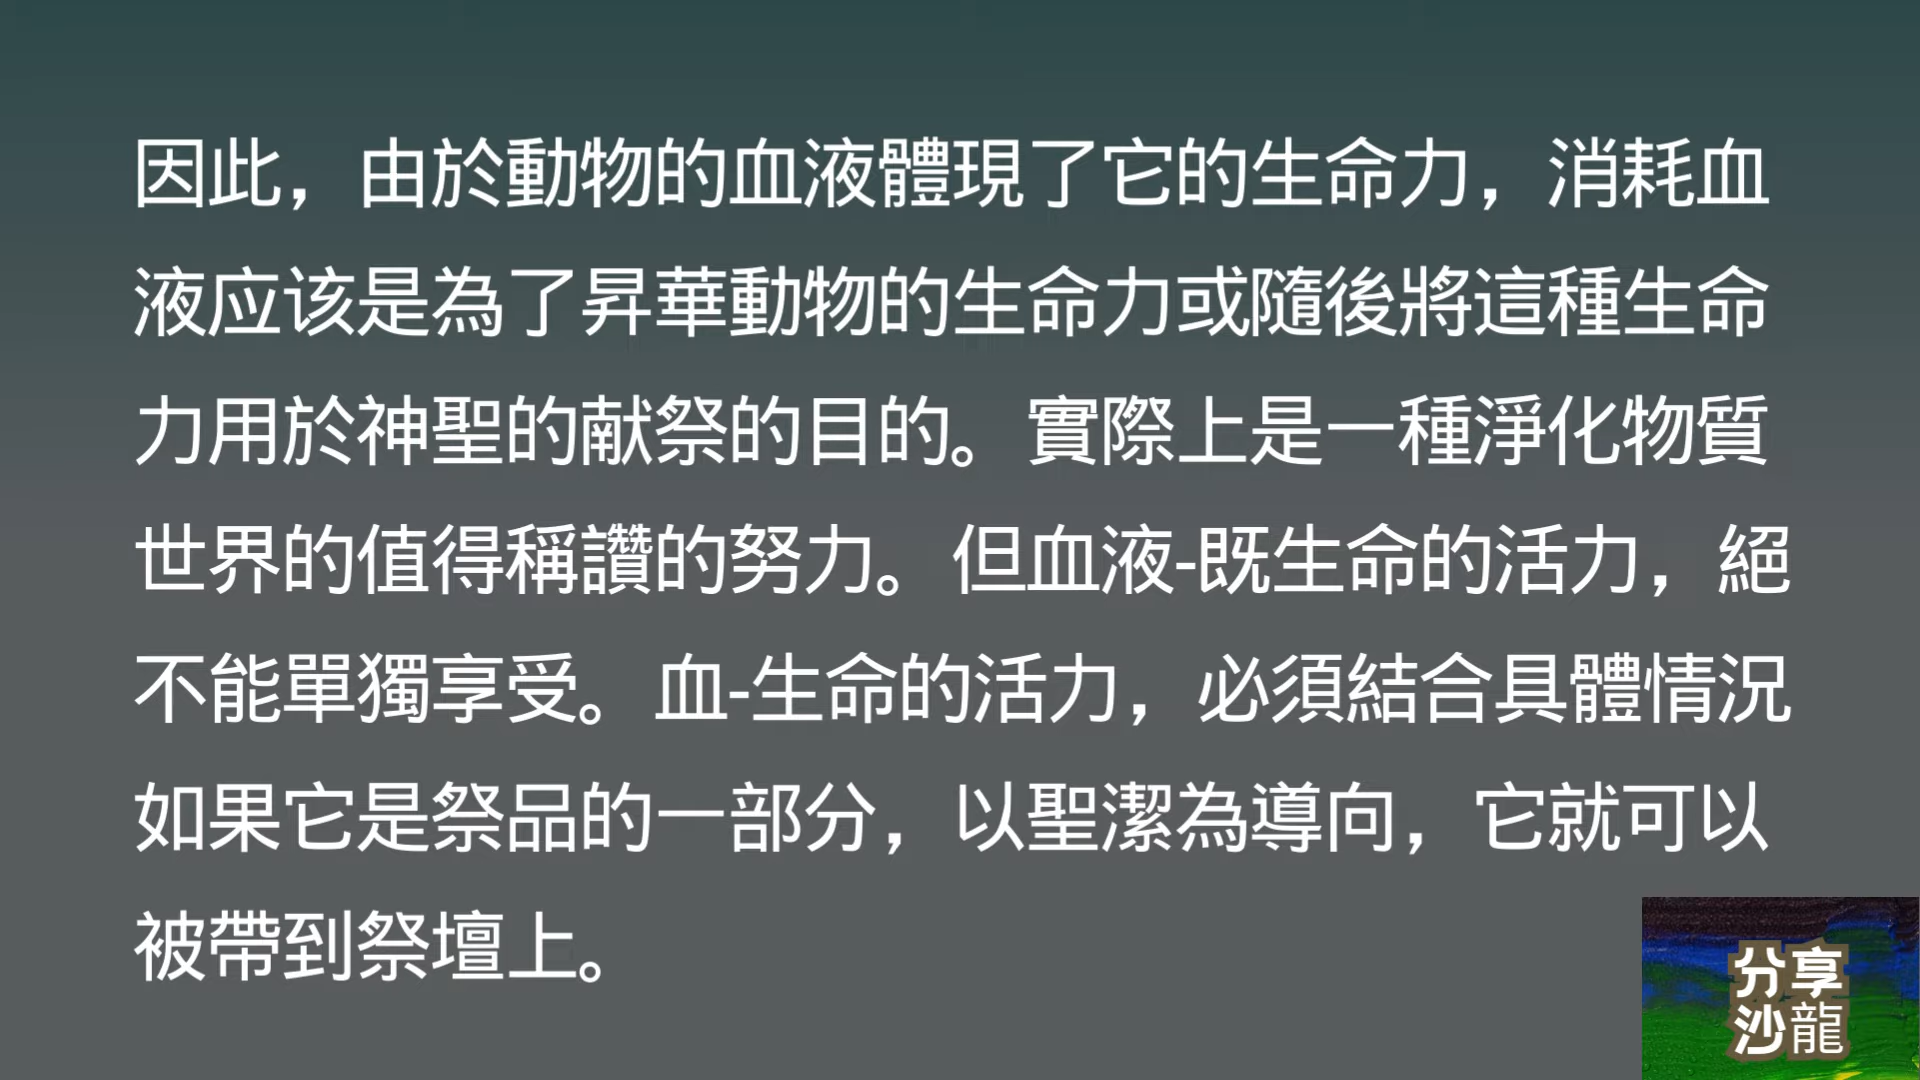 因此，由於動物的血液體現了它的生命力，消耗血
液应该是為了昇華動物的生命力或隨後將這種生命
力用於神聖的献祭的目的。實際上是一種淨化物質
世界的值得稱讚的努力。但血液-既生命的活力，絕
不能單獨享受。血-生命的活力，必須結合具體情況
如果它是祭品的一部分，以聖潔為導向，它就可以
被帶到祭壇上。
分享
沙龍